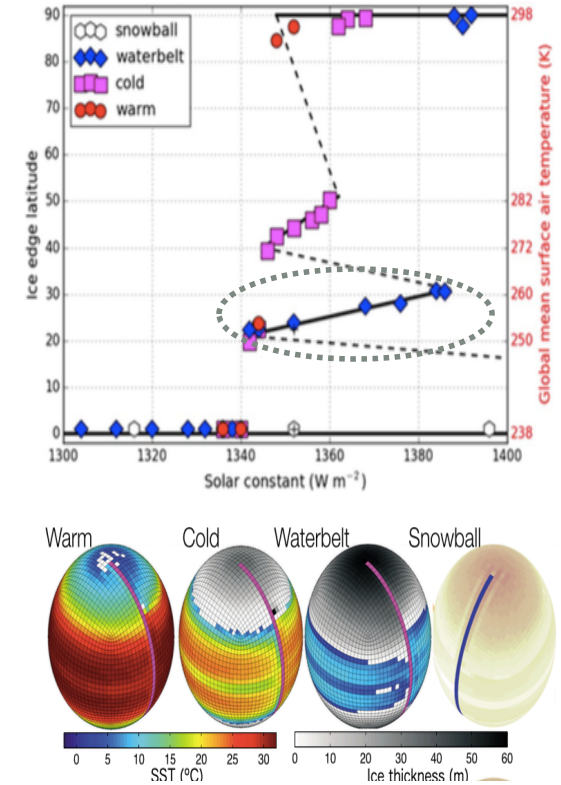 90
80
70
60
50
40
30
20
10
0
Ice edge latitude
snowball
waterbelt
cold
warm
298
282
272
260
250
238
Global mean surface air temperature (K)
1300 1320 1340 1360 1380 1400
Solar constant (W m⁻²)
Warm Cold Waterbelt Snowball
0 5 10 15 20 25 30
SST (ºC)
0 10 20 30 40 50 60
Ice thickness (m)